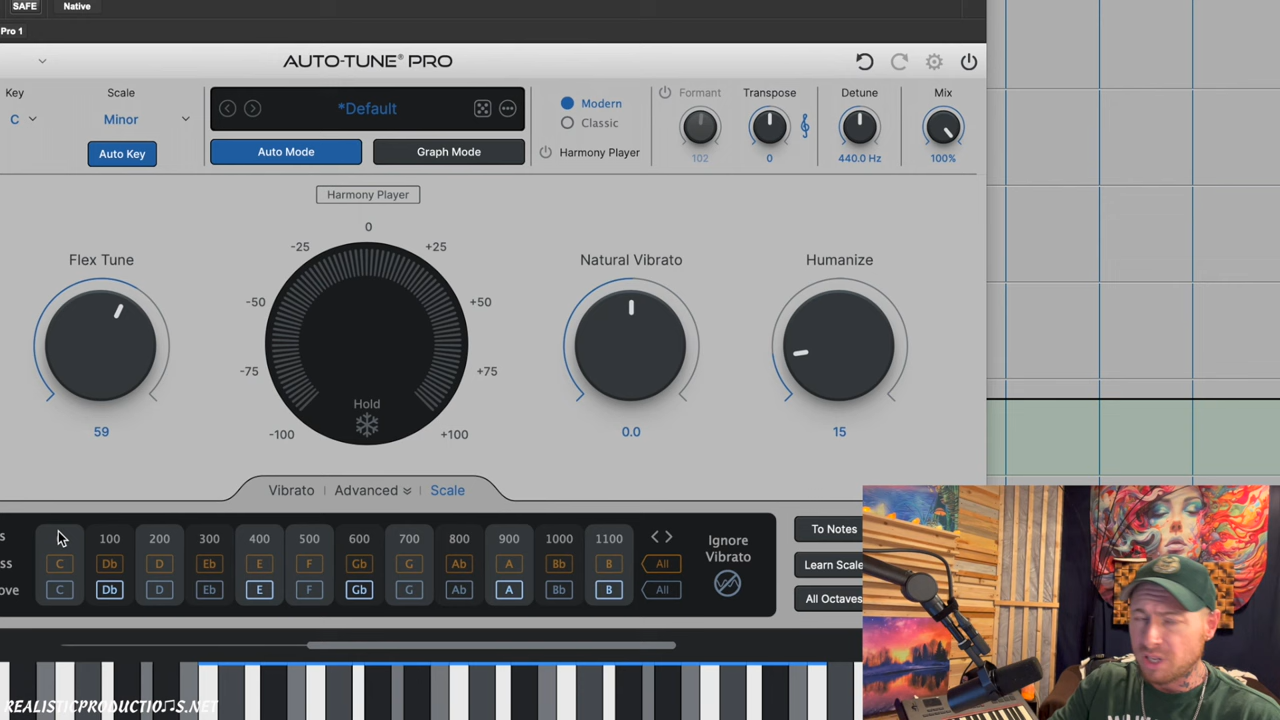 SAFE Native
Pro 1
AUTO-TUNE® PRO
Key Scale
C Minor
Auto Key
*Default
Auto Mode Graph Mode
Modern
Classic
Harmony Player
Formant Transpose Detune Mix
102 0 440.0 Hz 100%
Harmony Player
Flex Tune
59
0
-25 +25
-50 +50
-75 +75
-100 +100
Hold
Natural Vibrato
0.0
Humanize
15
Vibrato | Advanced | Scale
s 100 200 300 400 500 600 700 800 900 1000 1100
ss C Db D Eb E F Gb G Ab A Bb B All
ove C Db D Eb E F Gb G Ab A Bb B All
Ignore
Vibrato
To Notes
Learn Scale
All Octaves
REALISTICPRODUCTIONS.NET